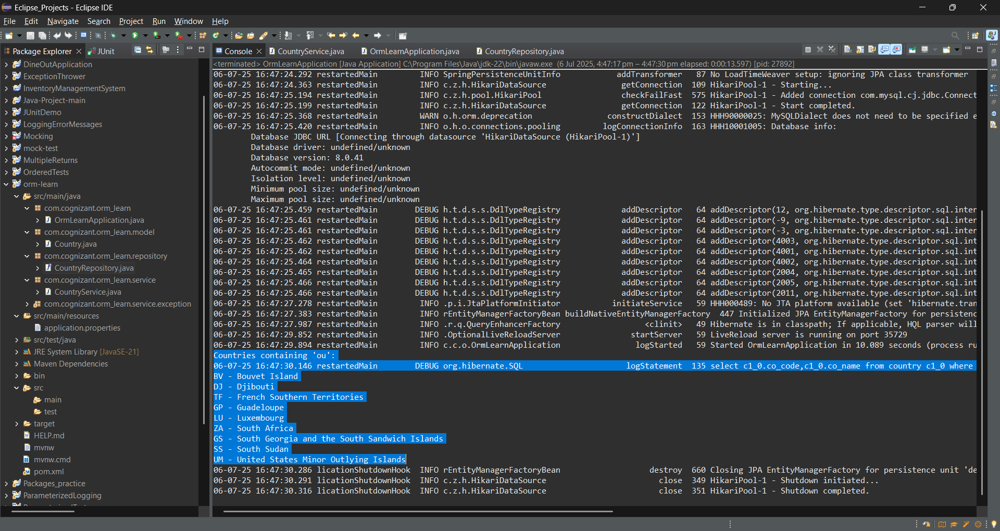 Eclipse_Projects - Eclipse IDE
File Edit Navigate Search Project Run Window Help
Package Explorer JUnit
Console CountryService.java OrmLearnApplication.java CountryRepository.java
<terminated> OrmLearnApplication [Java Application] C:\Program Files\Java\jdk-22\bin\javaw.exe (6 Jul 2025, 4:47:17 pm – 4:47:30 pm elapsed: 0:00:13.597) [pid: 27892]
DineOutApplication
ExceptionThrower
InventoryManagementSystem
Java-Project-main
JUnitDemo
LoggingErrorMessages
Mocking
mock-test
MultipleReturns
OrderedTests
orm-learn
src/main/java
com.cognizant.orm_learn
OrmLearnApplication.java
com.cognizant.orm_learn.model
Country.java
com.cognizant.orm_learn.repository
CountryRepository.java
com.cognizant.orm_learn.service
CountryService.java
com.cognizant.orm_learn.service.exception
src/main/resources
application.properties
src/test/java
JRE System Library [JavaSE-21]
Maven Dependencies
bin
src
main
test
target
HELP.md
mvnw
mvnw.cmd
pom.xml
Packages_practice
ParameterizedLogging
06-07-25 16:47:24.292 restartedMain INFO SpringPersistenceUnitInfo addTransformer 87 No LoadTimeWeaver setup: ignoring JPA class transformer
06-07-25 16:47:24.363 restartedMain INFO c.z.h.HikariDataSource getConnection 109 HikariPool-1 - Starting...
06-07-25 16:47:25.194 restartedMain INFO c.z.h.pool.HikariPool checkFailFast 575 HikariPool-1 - Added connection com.mysql.cj.jdbc.Connect
06-07-25 16:47:25.199 restartedMain INFO c.z.h.HikariDataSource getConnection 122 HikariPool-1 - Start completed.
06-07-25 16:47:25.368 restartedMain WARN o.h.orm.deprecation constructDialect 153 HHH90000025: MySQLDialect does not need to be specified e
06-07-25 16:47:25.420 restartedMain INFO o.h.o.connections.pooling logConnectionInfo 163 HHH10001005: Database info:
Database JDBC URL [Connecting through datasource 'HikariDataSource (HikariPool-1)']
Database driver: undefined/unknown
Database version: 8.0.41
Autocommit mode: undefined/unknown
Isolation level: undefined/unknown
Minimum pool size: undefined/unknown
Maximum pool size: undefined/unknown
06-07-25 16:47:25.459 restartedMain DEBUG h.t.d.s.s.DdlTypeRegistry addDescriptor 64 addDescriptor(12, org.hibernate.type.descriptor.sql.inter
06-07-25 16:47:25.461 restartedMain DEBUG h.t.d.s.s.DdlTypeRegistry addDescriptor 64 addDescriptor(-9, org.hibernate.type.descriptor.sql.inter
06-07-25 16:47:25.461 restartedMain DEBUG h.t.d.s.s.DdlTypeRegistry addDescriptor 64 addDescriptor(-3, org.hibernate.type.descriptor.sql.inter
06-07-25 16:47:25.462 restartedMain DEBUG h.t.d.s.s.DdlTypeRegistry addDescriptor 64 addDescriptor(4003, org.hibernate.type.descriptor.sql.int
06-07-25 16:47:25.462 restartedMain DEBUG h.t.d.s.s.DdlTypeRegistry addDescriptor 64 addDescriptor(4001, org.hibernate.type.descriptor.sql.int
06-07-25 16:47:25.464 restartedMain DEBUG h.t.d.s.s.DdlTypeRegistry addDescriptor 64 addDescriptor(4002, org.hibernate.type.descriptor.sql.int
06-07-25 16:47:25.465 restartedMain DEBUG h.t.d.s.s.DdlTypeRegistry addDescriptor 64 addDescriptor(2004, org.hibernate.type.descriptor.sql.int
06-07-25 16:47:25.466 restartedMain DEBUG h.t.d.s.s.DdlTypeRegistry addDescriptor 64 addDescriptor(2005, org.hibernate.type.descriptor.sql.int
06-07-25 16:47:25.466 restartedMain DEBUG h.t.d.s.s.DdlTypeRegistry addDescriptor 64 addDescriptor(2011, org.hibernate.type.descriptor.sql.int
06-07-25 16:47:27.278 restartedMain INFO .p.i.JtaPlatformInitiator initiateService 59 HHH000489: No JTA platform available (set 'hibernate.tran
06-07-25 16:47:27.383 restartedMain INFO rEntityManagerFactoryBean buildNativeEntityManagerFactory 447 Initialized JPA EntityManagerFactory for persistenc
06-07-25 16:47:27.987 restartedMain INFO .r.q.QueryEnhancerFactory <clinit> 49 Hibernate is in classpath; If applicable, HQL parser will
06-07-25 16:47:29.852 restartedMain INFO .OptionalLiveReloadServer startServer 59 LiveReload server is running on port 35729
06-07-25 16:47:29.894 restartedMain INFO c.c.o.OrmLearnApplication logStarted 59 Started OrmLearnApplication in 10.089 seconds (process ru
Countries containing 'ou':
06-07-25 16:47:30.146 restartedMain DEBUG org.hibernate.SQL logStatement 135 select c1_0.co_code,c1_0.co_name from country c1_0 where
BV - Bouvet Island
DJ - Djibouti
TF - French Southern Territories
GP - Guadeloupe
LU - Luxembourg
ZA - South Africa
GS - South Georgia and the South Sandwich Islands
SS - South Sudan
UM - United States Minor Outlying Islands
06-07-25 16:47:30.286 licationShutdownHook INFO rEntityManagerFactoryBean destroy 660 Closing JPA EntityManagerFactory for persistence unit 'de
06-07-25 16:47:30.291 licationShutdownHook INFO c.z.h.HikariDataSource close 349 HikariPool-1 - Shutdown initiated...
06-07-25 16:47:30.316 licationShutdownHook INFO c.z.h.HikariDataSource close 351 HikariPool-1 - Shutdown completed.